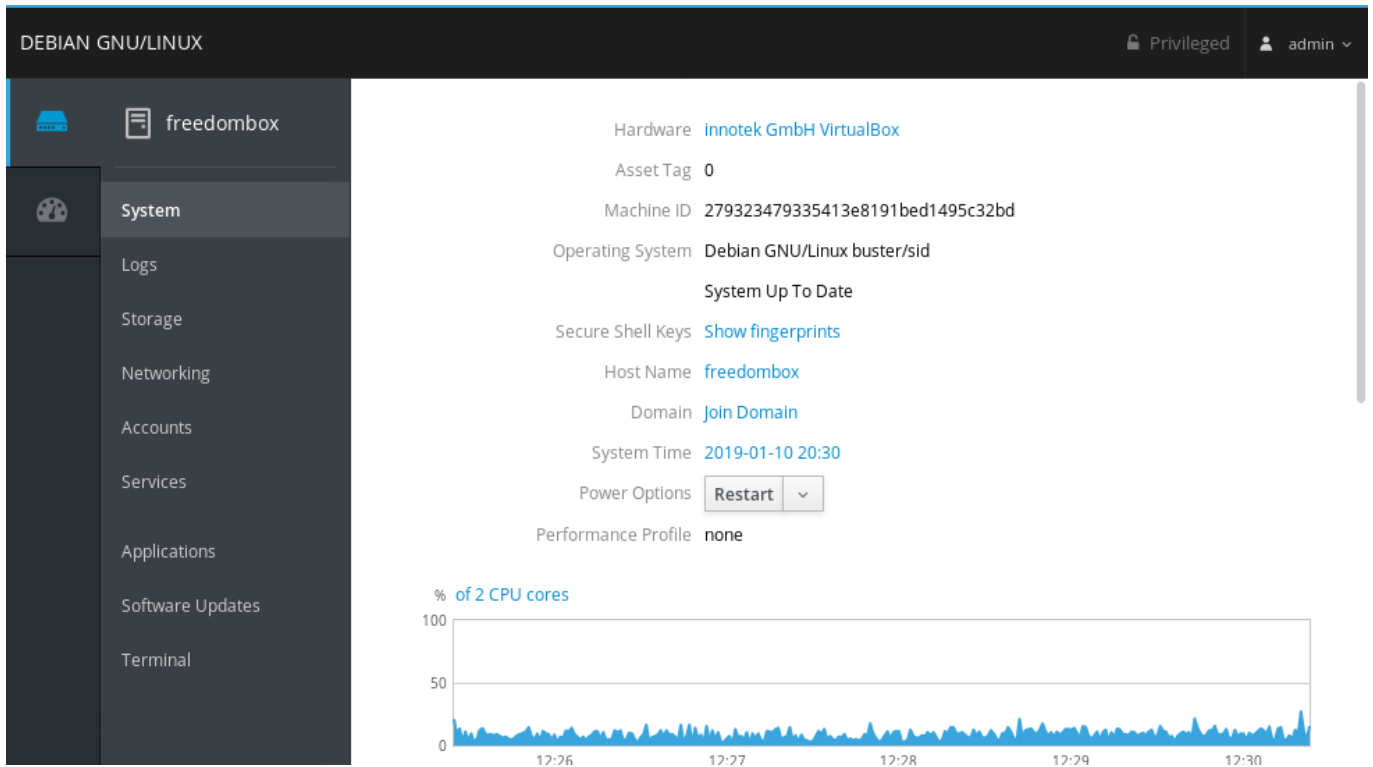 DEBIAN GNU/LINUX
Privileged
admin
freedombox
System
Logs
Storage
Networking
Accounts
Services
Applications
Software Updates
Terminal
Hardware innotek GmbH VirtualBox
Asset Tag 0
Machine ID 279323479335413e8191bed1495c32bd
Operating System Debian GNU/Linux buster/sid
System Up To Date
Secure Shell Keys Show fingerprints
Host Name freedombox
Domain Join Domain
System Time 2019-01-10 20:30
Power Options Restart
Performance Profile none
% of 2 CPU cores
100
50
0
12:26 12:27 12:28 12:29 12:30